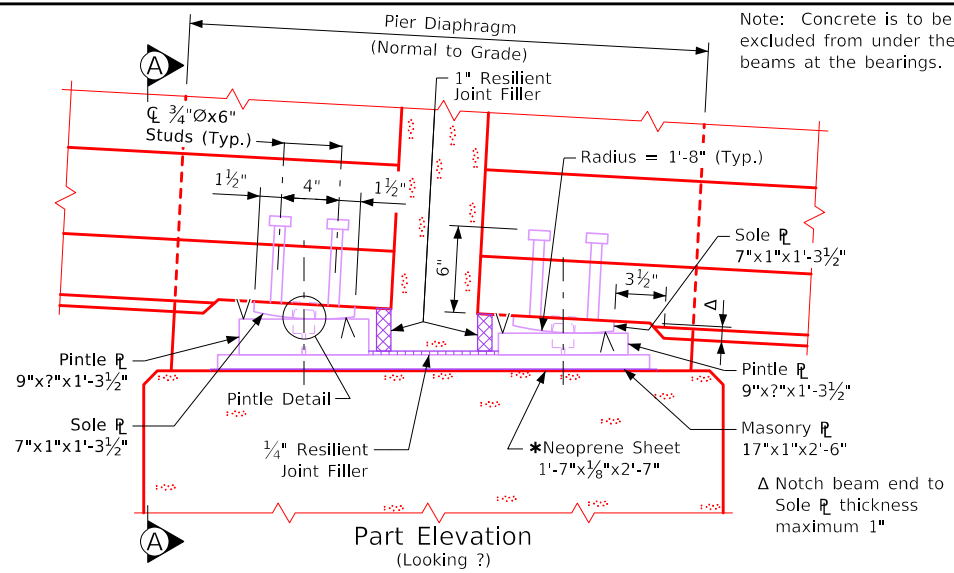 Pier Diaphragm
(Normal to Grade)
Note: Concrete is to be
excluded from under the
beams at the bearings.
A
1" Resilient
Joint Filler
℄ ¾"Øx6"
Studs (Typ.)
Radius = 1'-8" (Typ.)
1½"
4"
1½"
6"
Sole ⅊
7"x1"x1'-3½"
3½"
Δ
Pintle ⅊
9"x?"x1'-3½"
Pintle Detail
Pintle ⅊
9"x?"x1'-3½"
Sole ⅊
7"x1"x1'-3½"
¼" Resilient
Joint Filler
*Neoprene Sheet
1'-7"x⅛"x2'-7"
Masonry ⅊
17"x1"x2'-6"
Δ Notch beam end to
Sole ⅊ thickness
maximum 1"
A
Part Elevation
(Looking ?)